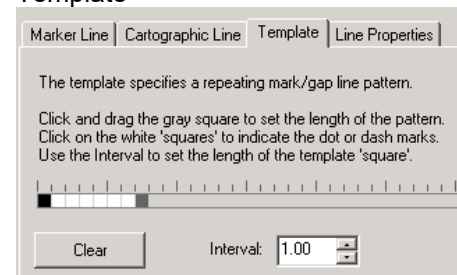 Template
Marker Line Cartographic Line Template Line Properties
The template specifies a repeating mark/gap line pattern.
Click and drag the gray square to set the length of the pattern.
Click on the white 'squares' to indicate the dot or dash marks.
Use the Interval to set the length of the template 'square'.
Clear Interval: 1.00